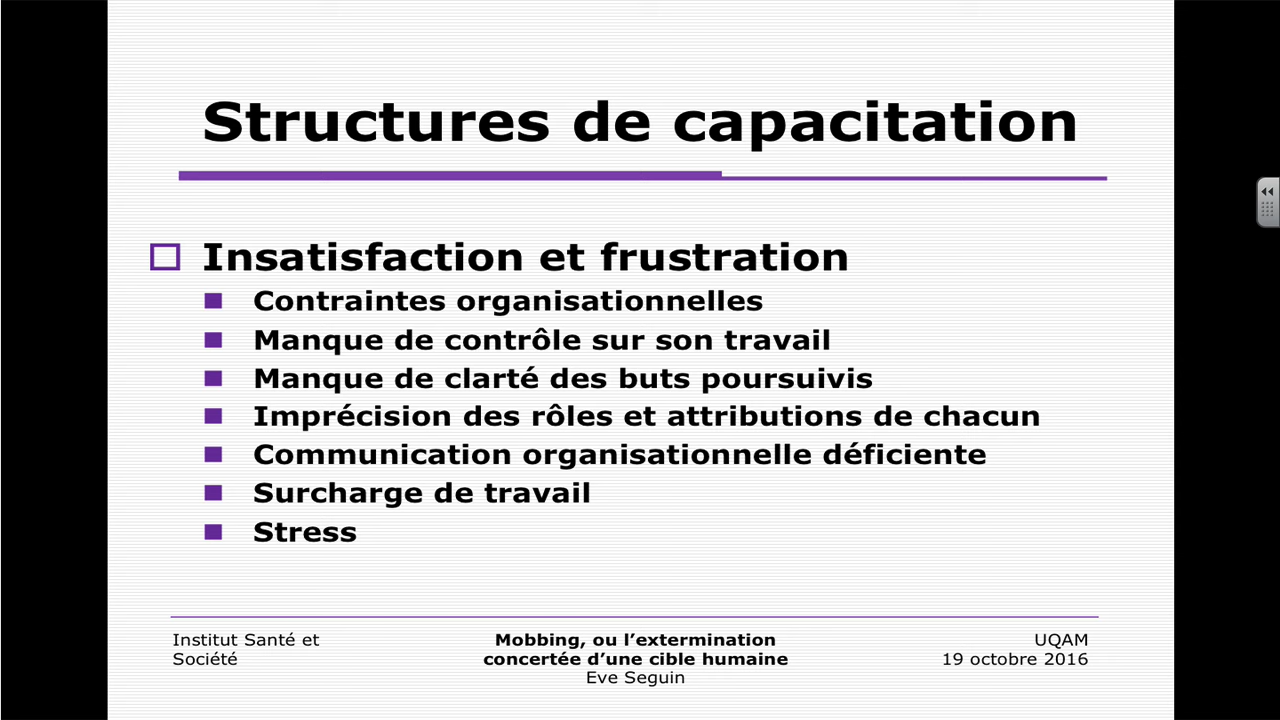 Structures de capacitation
Insatisfaction et frustration
Contraintes organisationnelles
Manque de contrôle sur son travail
Manque de clarté des buts poursuivis
Imprécision des rôles et attributions de chacun
Communication organisationnelle déficiente
Surcharge de travail
Stress
Institut Santé et
Société
Mobbing, ou l’extermination
concertée d’une cible humaine
Eve Seguin
UQAM
19 octobre 2016